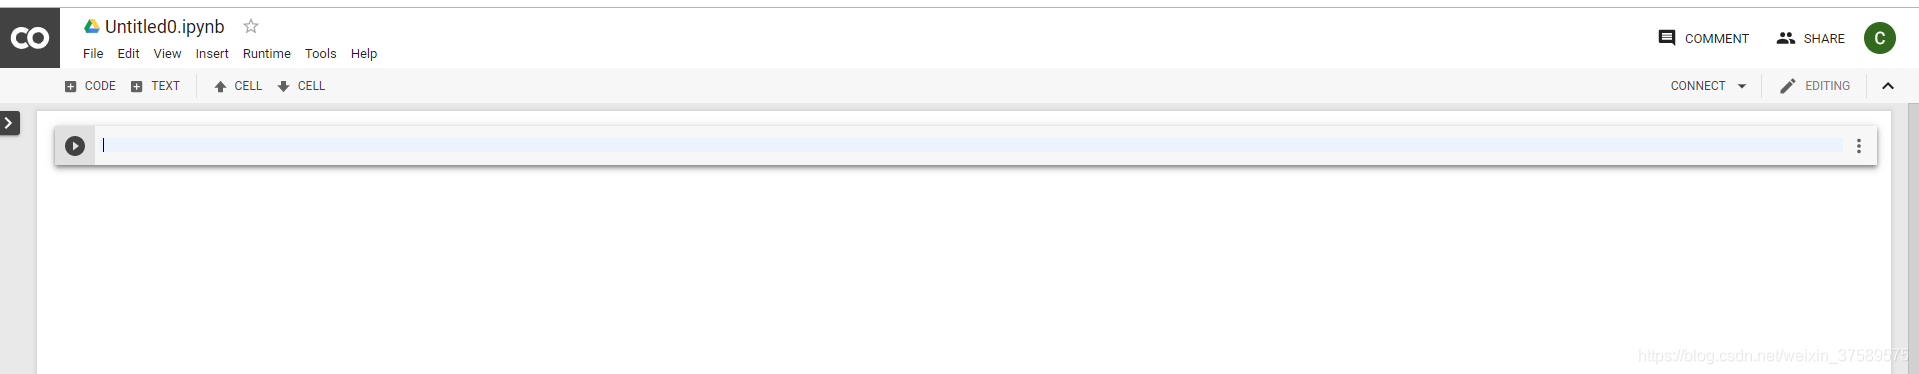 CO Untitled0.ipynb
File Edit View Insert Runtime Tools Help
COMMENT SHARE C
CODE TEXT CELL CELL CONNECT EDITING
https://blog.csdn.net/weixin_37589575